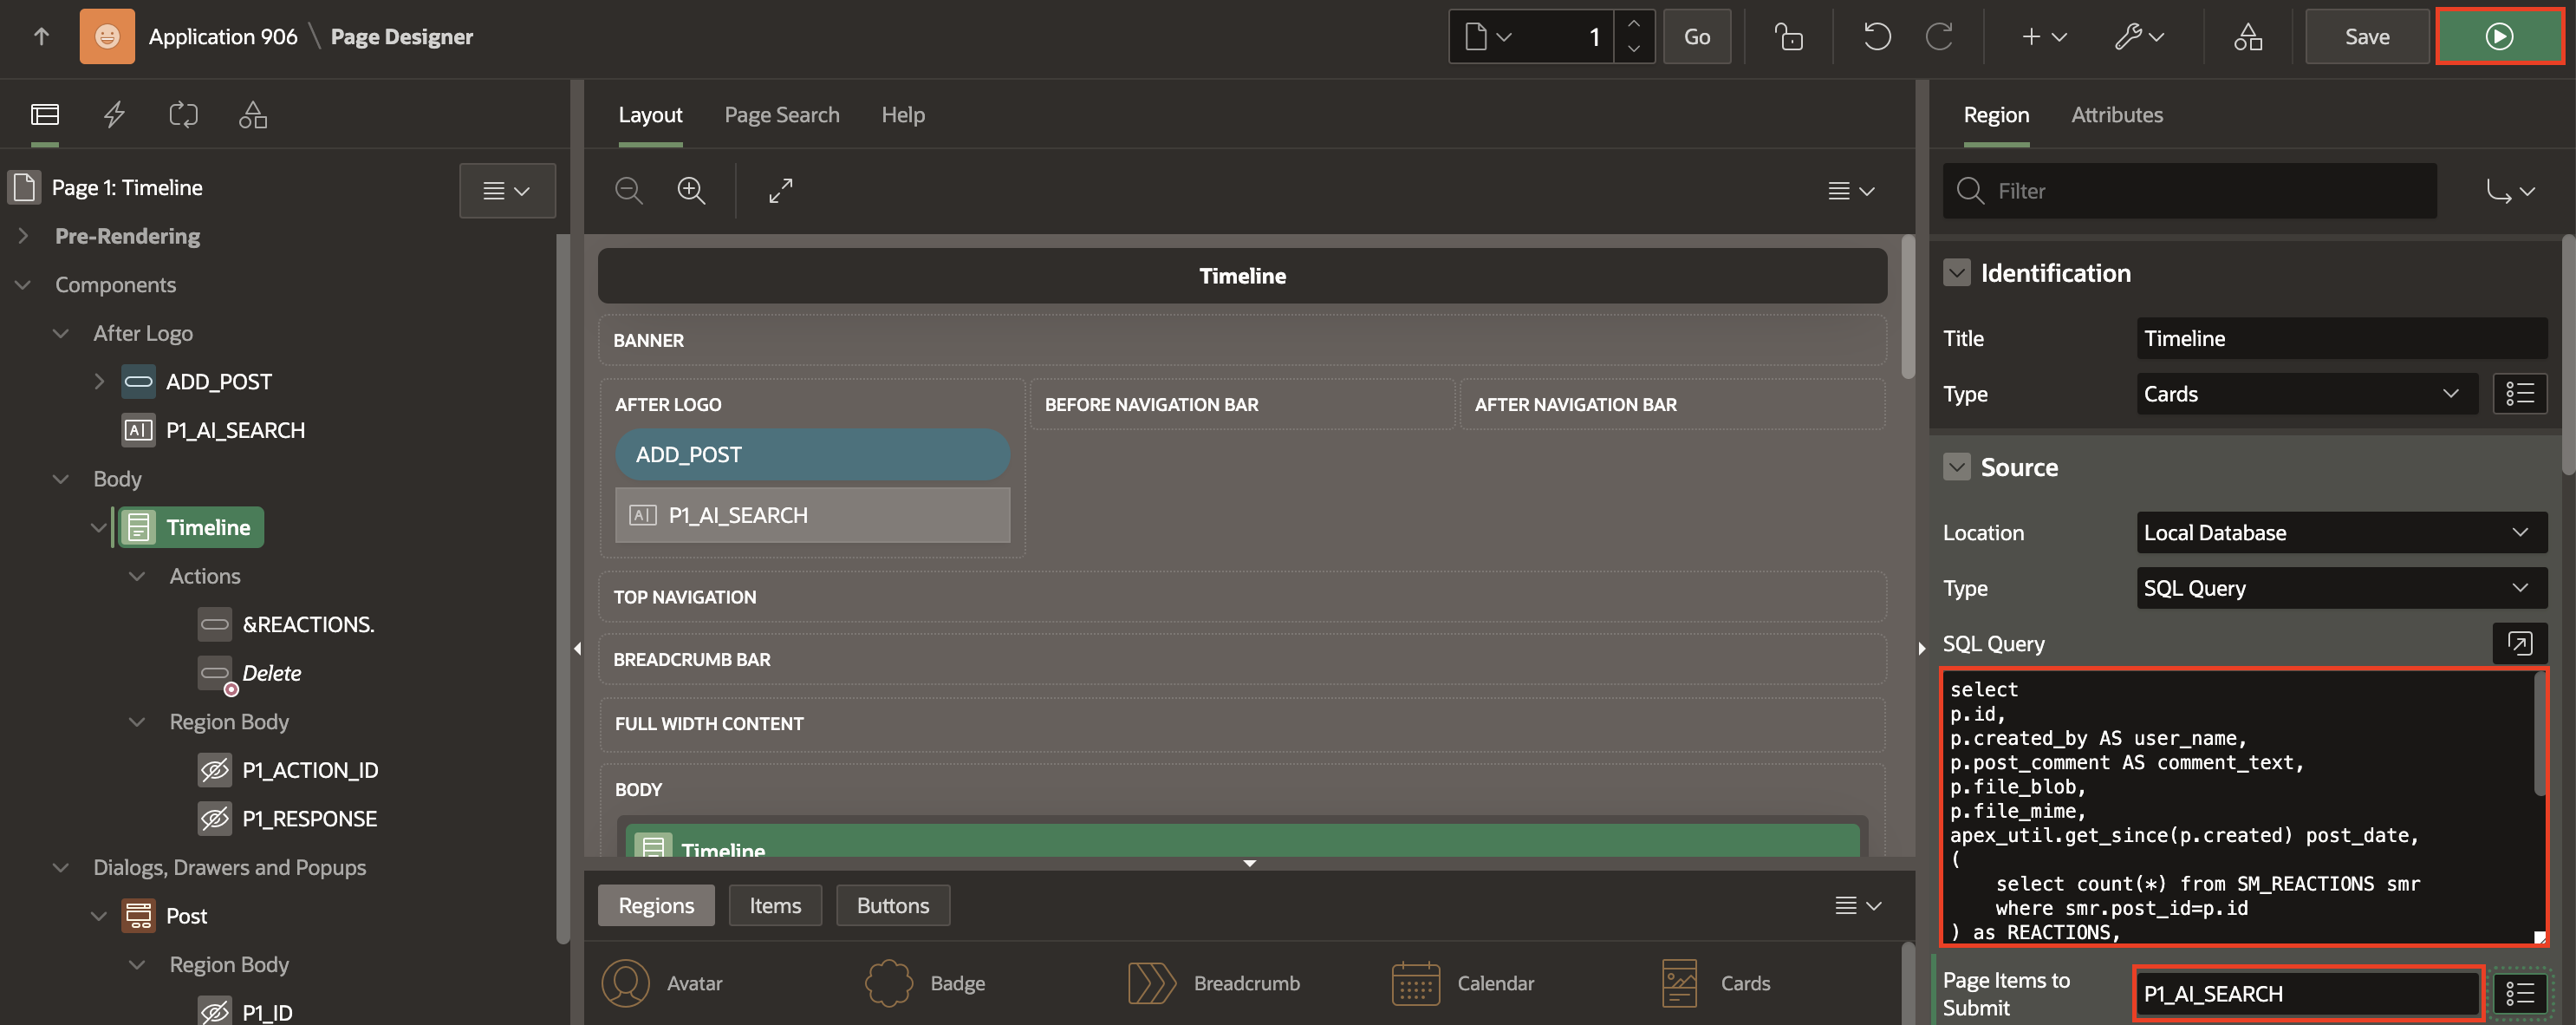 Application 906 \ Page Designer
1
Go
Save
Page 1: Timeline
Pre-Rendering
Components
After Logo
ADD_POST
P1_AI_SEARCH
Body
Timeline
Actions
&REACTIONS.
Delete
Region Body
P1_ACTION_ID
P1_RESPONSE
Dialogs, Drawers and Popups
Post
Region Body
P1_ID
Layout
Page Search
Help
Timeline
BANNER
AFTER LOGO
BEFORE NAVIGATION BAR
AFTER NAVIGATION BAR
ADD_POST
P1_AI_SEARCH
TOP NAVIGATION
BREADCRUMB BAR
FULL WIDTH CONTENT
BODY
Timeline
Regions
Items
Buttons
Avatar
Badge
Breadcrumb
Calendar
Cards
Region
Attributes
Filter
Identification
Title
Timeline
Type
Cards
Source
Location
Local Database
Type
SQL Query
SQL Query
select
p.id,
p.created_by AS user_name,
p.post_comment AS comment_text,
p.file_blob,
p.file_mime,
apex_util.get_since(p.created) post_date,
(
select count(*) from SM_REACTIONS smr
where smr.post_id=p.id
) as REACTIONS,
Page Items to
Submit
P1_AI_SEARCH